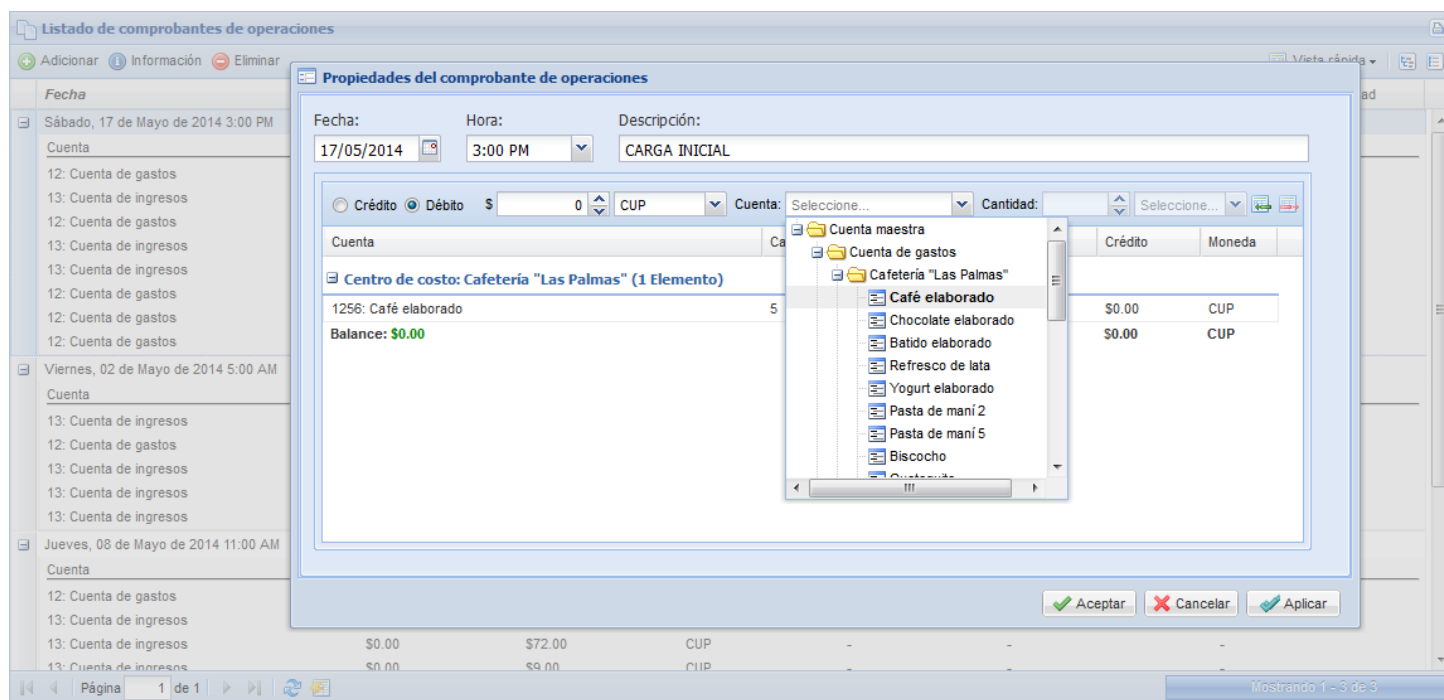 Listado de comprobantes de operaciones
Adicionar Información Eliminar Vista rápida
Fecha
Sábado, 17 de Mayo de 2014 3:00 PM
Cuenta
12: Cuenta de gastos
13: Cuenta de ingresos
12: Cuenta de gastos
13: Cuenta de ingresos
13: Cuenta de ingresos
12: Cuenta de gastos
12: Cuenta de gastos
12: Cuenta de gastos
Viernes, 02 de Mayo de 2014 5:00 AM
Cuenta
13: Cuenta de ingresos
12: Cuenta de gastos
13: Cuenta de ingresos
13: Cuenta de ingresos
13: Cuenta de ingresos
Jueves, 08 de Mayo de 2014 11:00 AM
Cuenta
12: Cuenta de gastos
13: Cuenta de ingresos
13: Cuenta de ingresos $0.00 $72.00 CUP - - -
13: Cuenta de ingresos $0.00 $9.00 CUP
Página 1 de 1 Mostrando 1 - 3 de 3
Propiedades del comprobante de operaciones
Fecha: Hora: Descripción:
17/05/2014 3:00 PM CARGA INICIAL
Crédito Débito $ 0 CUP Cuenta: Seleccione... Cantidad: Seleccione...
Cuenta Ca Crédito Moneda
Centro de costo: Cafetería "Las Palmas" (1 Elemento)
1256: Café elaborado 5 $0.00 CUP
Balance: $0.00 $0.00 CUP
Cuenta maestra
Cuenta de gastos
Cafetería "Las Palmas"
Café elaborado
Chocolate elaborado
Batido elaborado
Refresco de lata
Yogurt elaborado
Pasta de maní 2
Pasta de maní 5
Biscocho
Aceptar Cancelar Aplicar